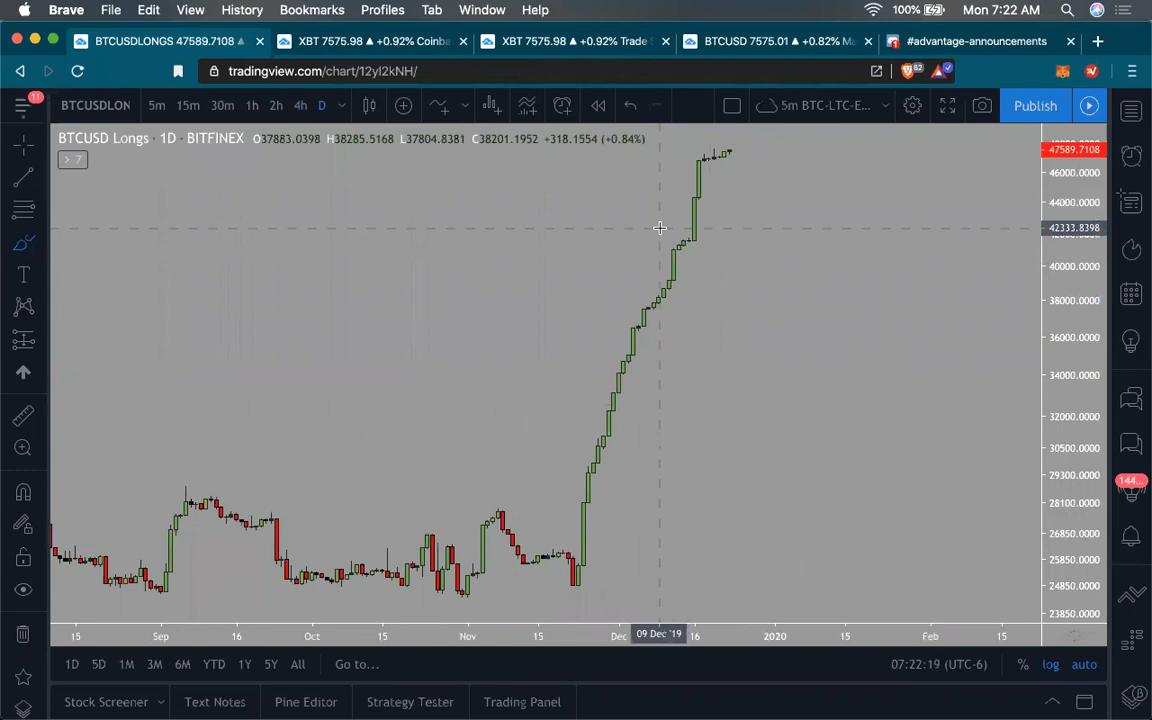 Brave File Edit View History Bookmarks Profiles Tab Window Help 100% Mon 7:22 AM
BTCUSDLONGS 47589.7108 XBT 7575.98 ▲ +0.92% Coinb XBT 7575.98 ▲ +0.92% Trade BTCUSD 7575.01 ▲ +0.82% M #advantage-announcements
tradingview.com/chart/12yI2kNH/ 82
11 BTCUSDLON 5m 15m 30m 1h 2h 4h D 5m BTC-LTC-E... Publish
BTCUSD Longs · 1D · BITFINEX O37883.0398 H38285.5168 L37804.8381 C38201.1952 +318.1554 (+0.84%)
7
47589.7108
46000.0000
44000.0000
42333.8398
40000.0000
38000.0000
36000.0000
34000.0000
32000.0000
30500.0000
29300.0000
28100.0000
26850.0000
25850.0000
24850.0000
23850.0000
144...
15 Sep 16 Oct 15 Nov 15 Dec 09 Dec '19 16 2020 15 Feb 15
1D 5D 1M 3M 6M YTD 1Y 5Y All Go to... 07:22:19 (UTC-6) % log auto
Stock Screener Text Notes Pine Editor Strategy Tester Trading Panel